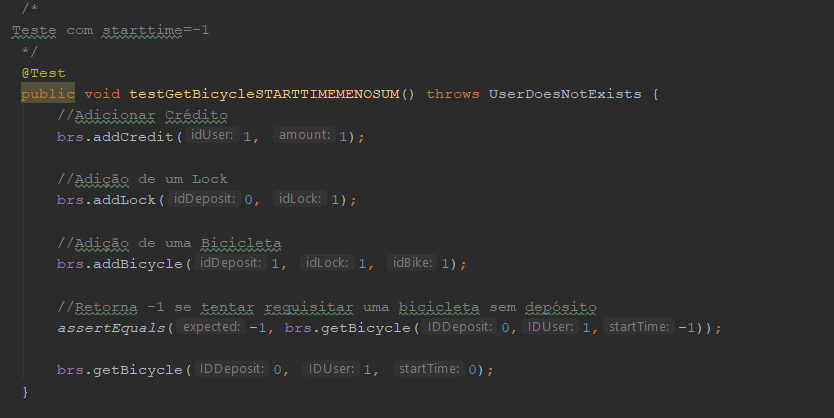 /*
Teste com starttime=-1
*/
@Test
public void testGetBicycleSTARTTIMEMENOSUM() throws UserDoesNotExists {
//Adicionar Crédito
brs.addCredit( idUser: 1, amount: 1);
//Adição de um Lock
brs.addLock( idDeposit: 0, idLock: 1);
//Adição de uma Bicicleta
brs.addBicycle( idDeposit: 1, idLock: 1, idBike: 1);
//Retorna -1 se tentar requisitar uma bicicleta sem depósito
assertEquals( expected: -1, brs.getBicycle( IDDeposit: 0, IDUser: 1, startTime: -1));
brs.getBicycle( IDDeposit: 0, IDUser: 1, startTime: 0);
}